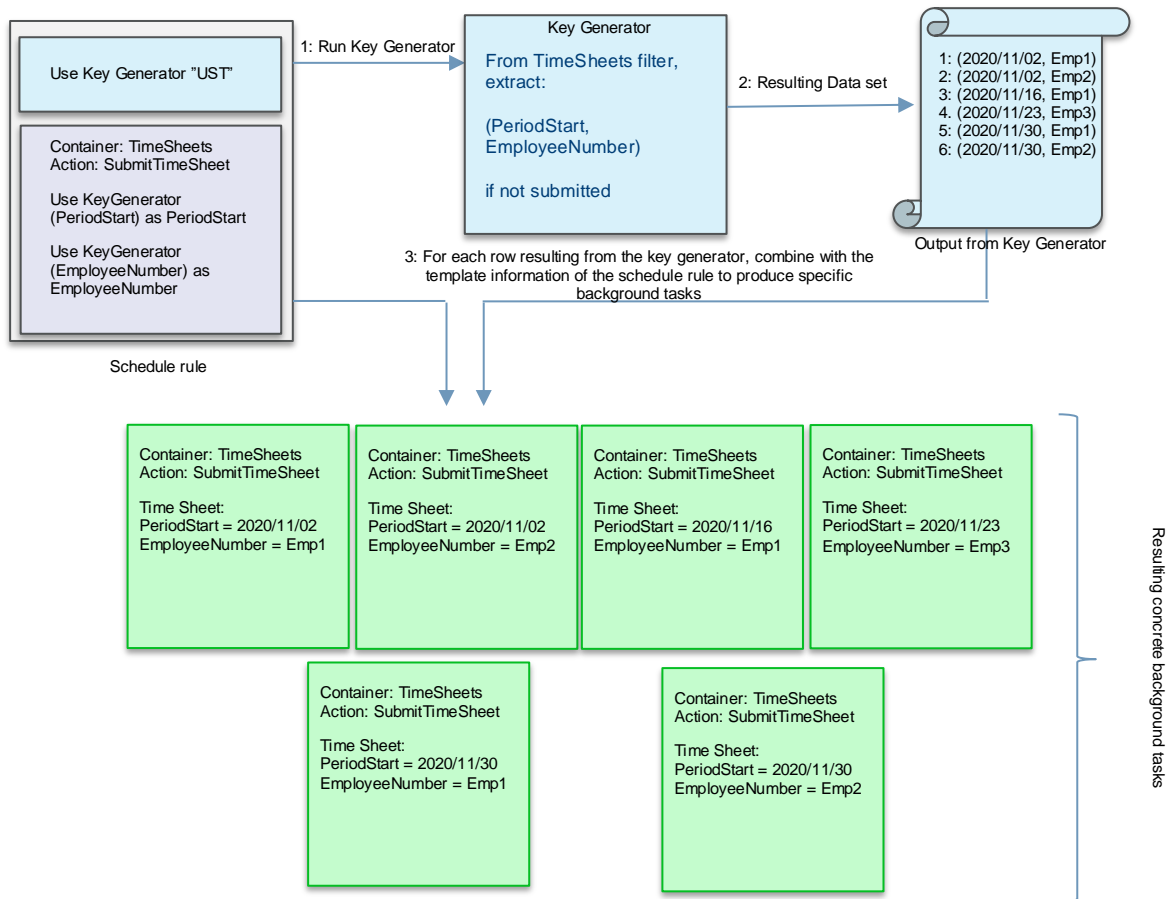 Use Key Generator ”UST”
Container: TimeSheets
Action: SubmitTimeSheet
Use KeyGenerator
(PeriodStart) as PeriodStart
Use KeyGenerator
(EmployeeNumber) as
EmployeeNumber
Schedule rule
1: Run Key Generator
Key Generator
From TimeSheets filter,
extract:
(PeriodStart,
EmployeeNumber)
if not submitted
2: Resulting Data set
1: (2020/11/02, Emp1)
2: (2020/11/02, Emp2)
3: (2020/11/16, Emp1)
4. (2020/11/23, Emp3)
5: (2020/11/30, Emp1)
6: (2020/11/30, Emp2)
Output from Key Generator
3: For each row resulting from the key generator, combine with the
template information of the schedule rule to produce specific
background tasks
Container: TimeSheets
Action: SubmitTimeSheet
Time Sheet:
PeriodStart = 2020/11/02
EmployeeNumber = Emp1
Container: TimeSheets
Action: SubmitTimeSheet
Time Sheet:
PeriodStart = 2020/11/02
EmployeeNumber = Emp2
Container: TimeSheets
Action: SubmitTimeSheet
Time Sheet:
PeriodStart = 2020/11/16
EmployeeNumber = Emp1
Container: TimeSheets
Action: SubmitTimeSheet
Time Sheet:
PeriodStart = 2020/11/23
EmployeeNumber = Emp3
Container: TimeSheets
Action: SubmitTimeSheet
Time Sheet:
PeriodStart = 2020/11/30
EmployeeNumber = Emp1
Container: TimeSheets
Action: SubmitTimeSheet
Time Sheet:
PeriodStart = 2020/11/30
EmployeeNumber = Emp2
Resulting concrete background tasks